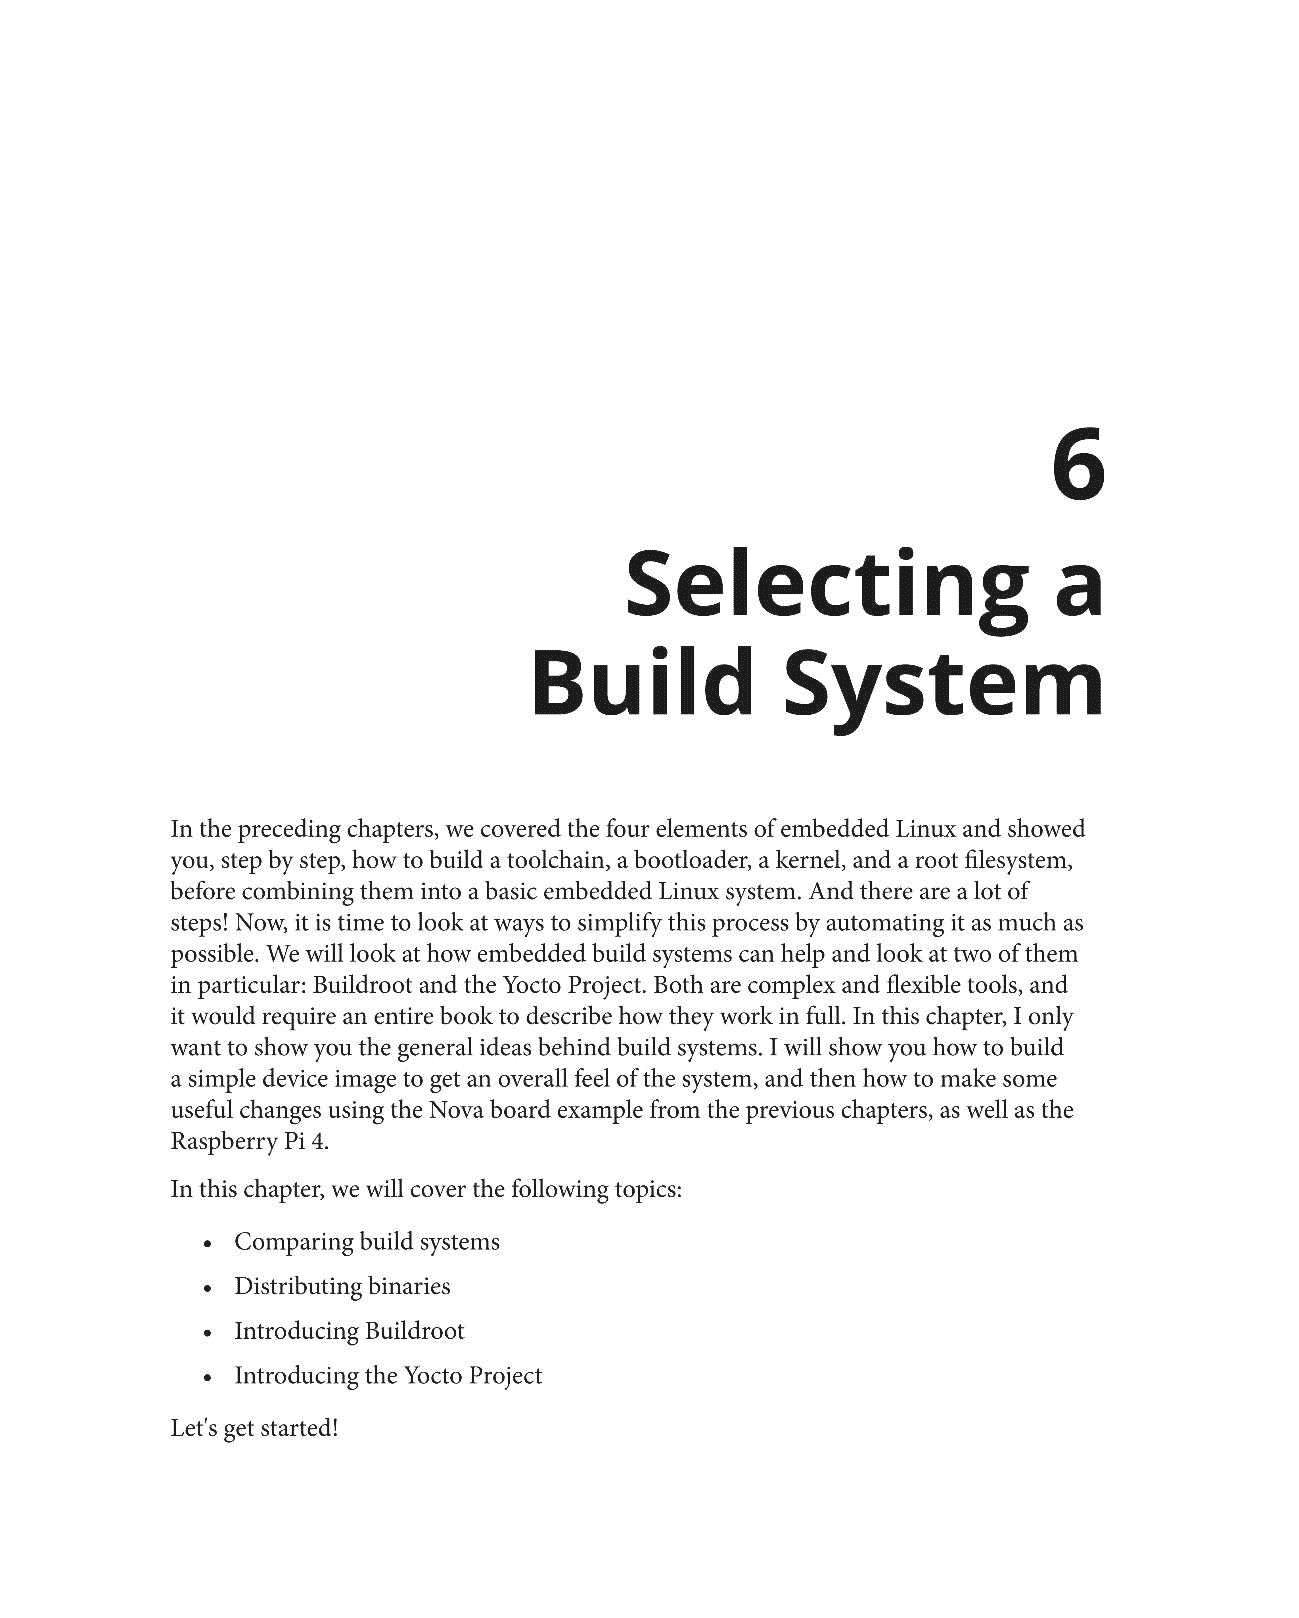 6
Selecting a
Build System
In the preceding chapters, we covered the four elements of embedded Linux and showed
you, step by step, how to build a toolchain, a bootloader, a kernel, and a root filesystem,
before combining them into a basic embedded Linux system. And there are a lot of
steps! Now, it is time to look at ways to simplify this process by automating it as much as
possible. We will look at how embedded build systems can help and look at two of them
in particular: Buildroot and the Yocto Project. Both are complex and flexible tools, and
it would require an entire book to describe how they work in full. In this chapter, I only
want to show you the general ideas behind build systems. I will show you how to build
a simple device image to get an overall feel of the system, and then how to make some
useful changes using the Nova board example from the previous chapters, as well as the
Raspberry Pi 4.
In this chapter, we will cover the following topics:
• Comparing build systems
• Distributing binaries
• Introducing Buildroot
• Introducing the Yocto Project
Let's get started!